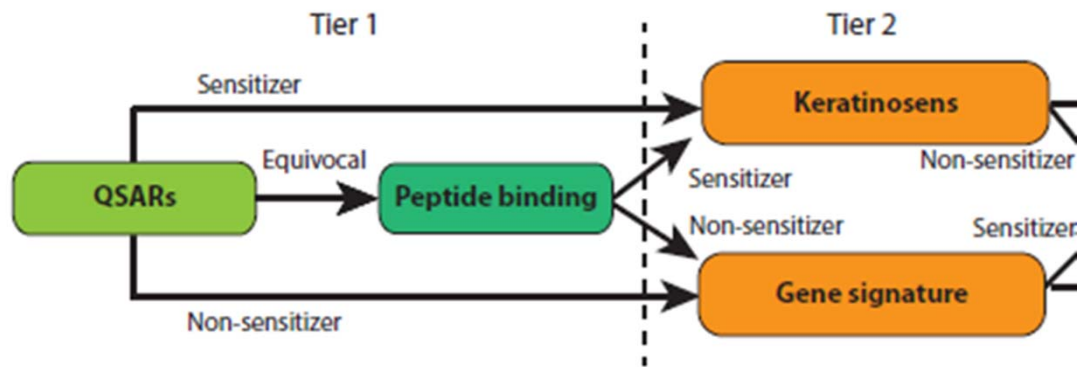 Tier 1
Tier 2
Sensitizer
Keratinosens
Equivocal
Non-sensitizer
QSARs
Peptide binding
Sensitizer
Non-sensitizer
Sensitizer
Gene signature
Non-sensitizer